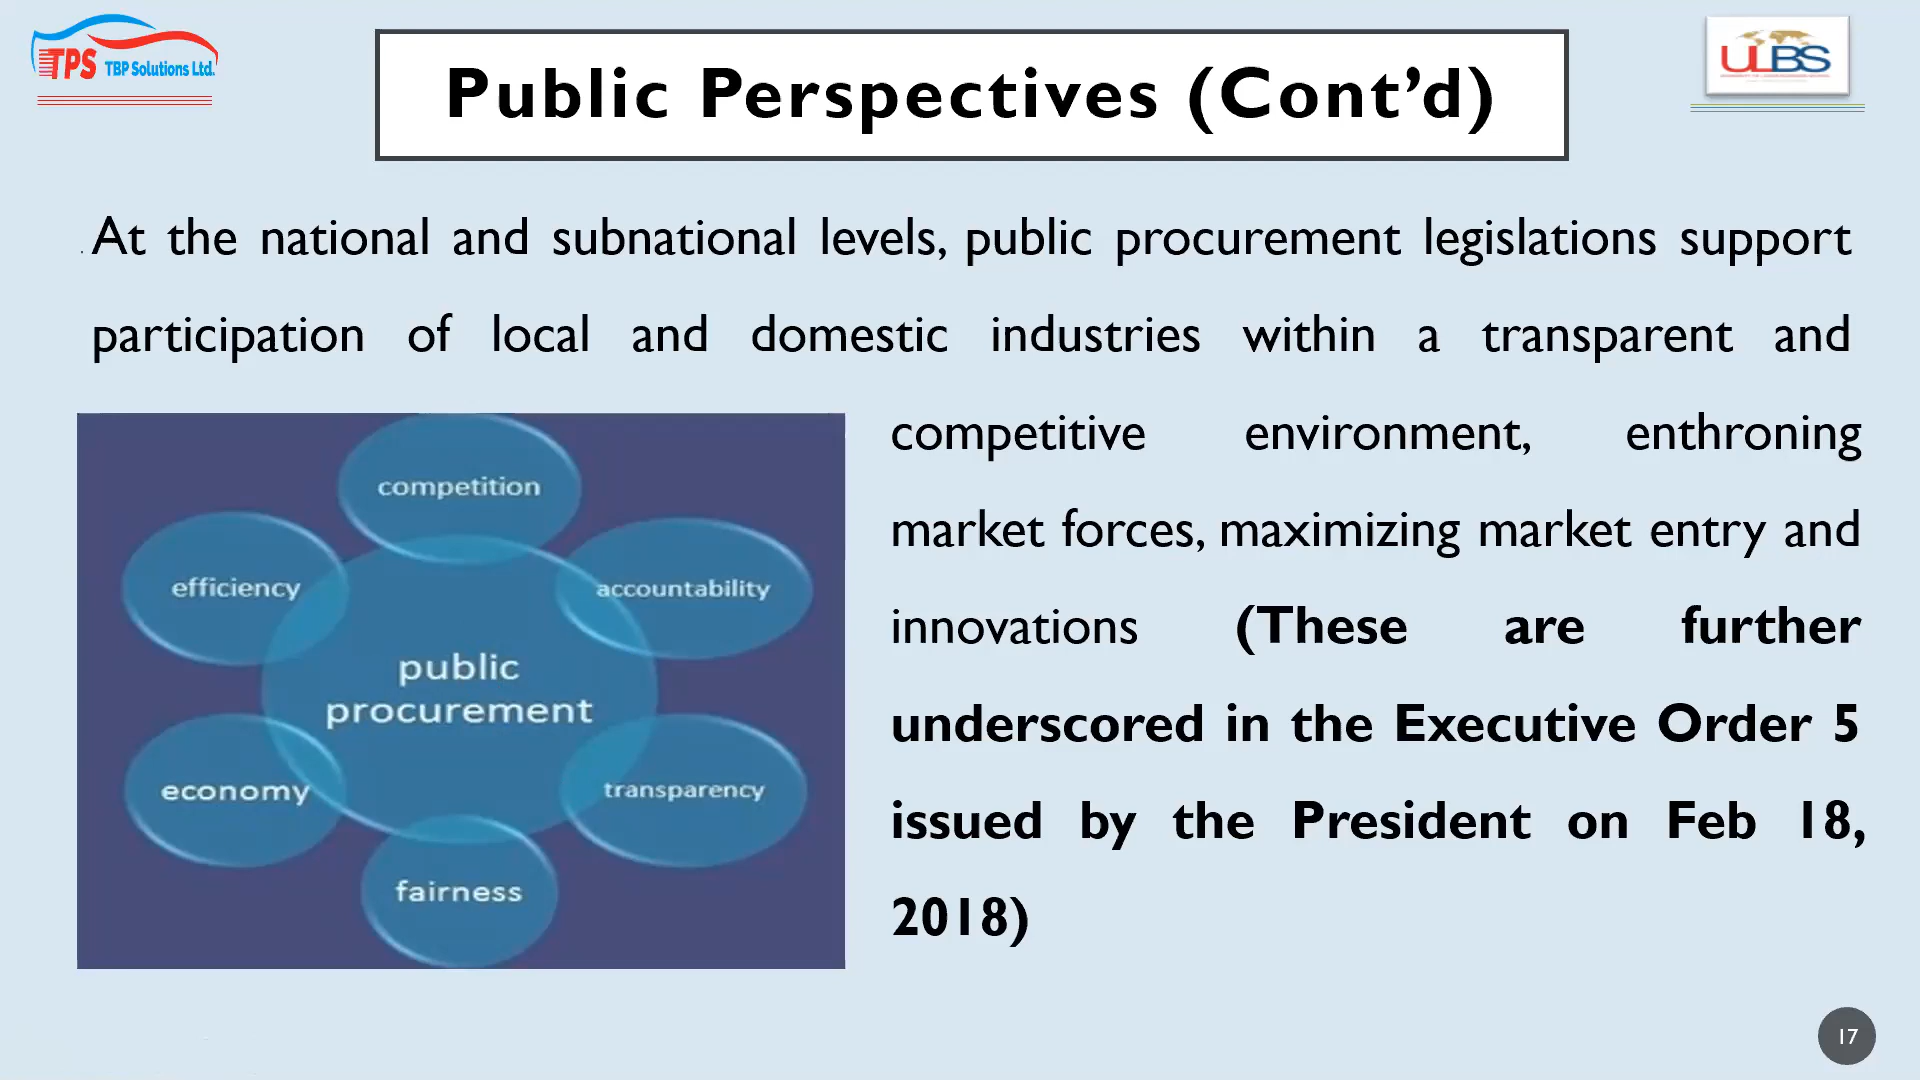 TPS TBP Solutions Ltd.
ULBS
Public Perspectives (Cont’d)
At the national and subnational levels, public procurement legislations support
participation of local and domestic industries within a transparent and
competitive environment, enthroning
market forces, maximizing market entry and
innovations (These are further
underscored in the Executive Order 5
issued by the President on Feb 18,
2018)
competition
efficiency
accountability
public
procurement
economy
transparency
fairness
17